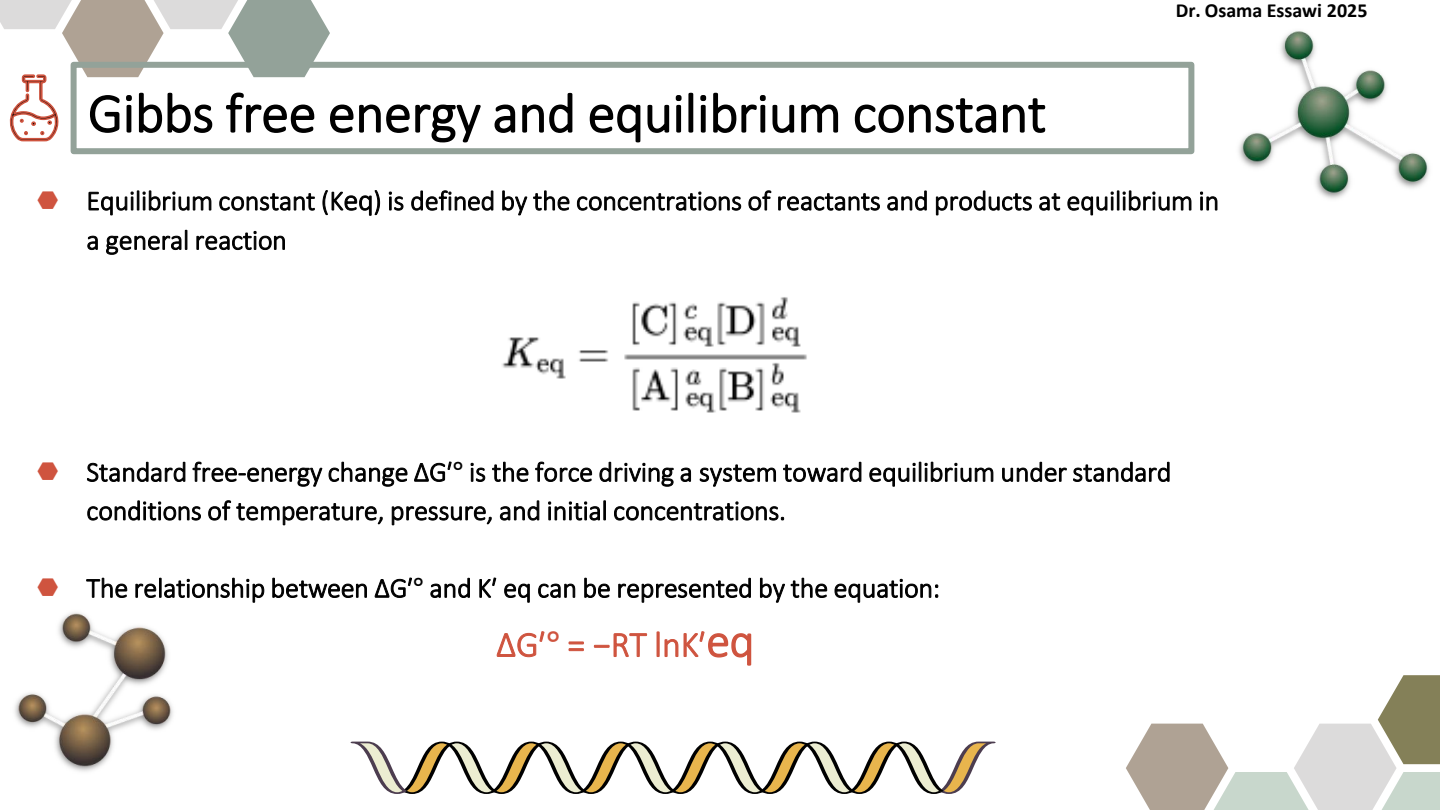 Dr. Osama Essawi 2025
Gibbs free energy and equilibrium constant
Equilibrium constant (Keq) is defined by the concentrations of reactants and products at equilibrium in
a general reaction
K_eq = [C]^c_eq[D]^d_eq / [A]^a_eq[B]^b_eq
Standard free-energy change ΔG′° is the force driving a system toward equilibrium under standard
conditions of temperature, pressure, and initial concentrations.
The relationship between ΔG′° and K′ eq can be represented by the equation:
ΔG′° = −RT lnK′eq